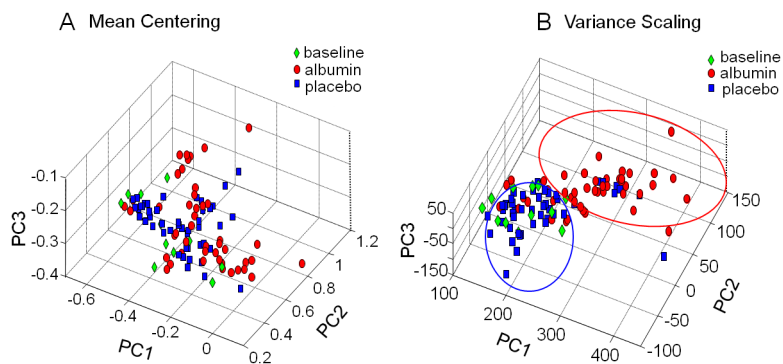 A Mean Centering
baseline
albumin
placebo
-0.1
-0.2
-0.3
-0.4
PC3
-0.6
-0.4
-0.2
0
PC1
0.2
0.4
0.6
0.8
1
1.2
PC2
B Variance Scaling
baseline
albumin
placebo
50
-50
-150
PC3
100
200
300
400
PC1
-100
-50
0
50
100
150
PC2